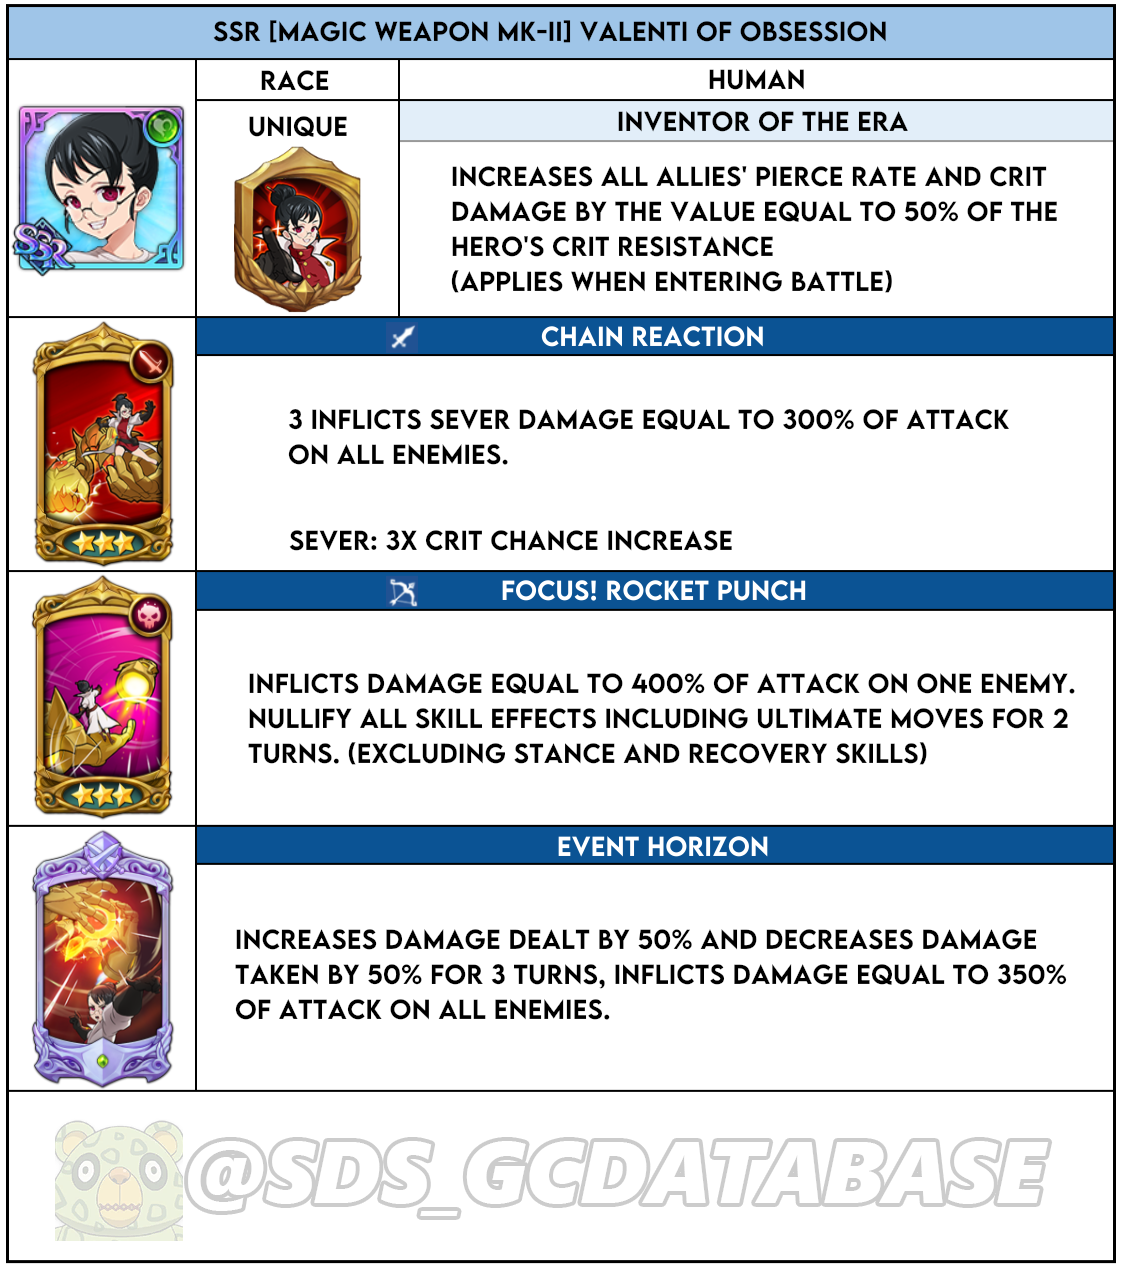 SSR [MAGIC WEAPON MK-II] VALENTI OF OBSESSION
RACE
HUMAN
UNIQUE
INVENTOR OF THE ERA
SSR
INCREASES ALL ALLIES' PIERCE RATE AND CRIT
DAMAGE BY THE VALUE EQUAL TO 50% OF THE
HERO'S CRIT RESISTANCE
(APPLIES WHEN ENTERING BATTLE)
CHAIN REACTION
3 INFLICTS SEVER DAMAGE EQUAL TO 300% OF ATTACK
ON ALL ENEMIES.
SEVER: 3X CRIT CHANCE INCREASE
FOCUS! ROCKET PUNCH
INFLICTS DAMAGE EQUAL TO 400% OF ATTACK ON ONE ENEMY.
NULLIFY ALL SKILL EFFECTS INCLUDING ULTIMATE MOVES FOR 2
TURNS. (EXCLUDING STANCE AND RECOVERY SKILLS)
EVENT HORIZON
INCREASES DAMAGE DEALT BY 50% AND DECREASES DAMAGE
TAKEN BY 50% FOR 3 TURNS, INFLICTS DAMAGE EQUAL TO 350%
OF ATTACK ON ALL ENEMIES.
@SDS_GCDATABASE